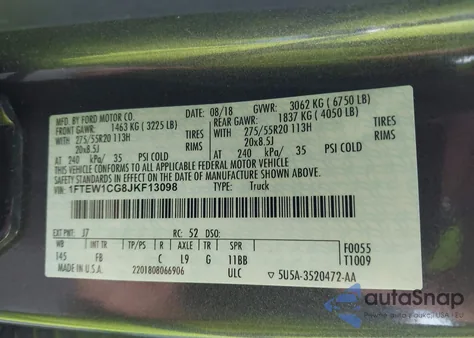 MFD. BY FORD MOTOR CO.
08/18 GVWR: 3062 KG ( 6750 LB)
FRONT GAWR: 1463 KG ( 3225 LB) REAR GAWR: 1837 KG ( 4050 LB)
WITH WITH
275/55R20 113H TIRES 275/55R20 113H TIRES
20x8.5J RIMS 20x8.5J RIMS
AT 240 kPa/ 35 PSI COLD AT 240 kPa/ 35 PSI COLD
THIS VEHICLE CONFORMS TO ALL APPLICABLE FEDERAL MOTOR VEHICLE
SAFETY STANDARDS IN EFFECT ON THE DATE OF MANUFACTURE SHOWN ABOVE.
VIN: 1FTEW1CG8JKF13098 TYPE: Truck
EXT PNT: J7 RC: 52 DSO:
WB INT TR TP/PS R AXLE TR SPR F0055
145 FB C L9 G 11BB T1009
MADE IN U.S.A. 2201808066906 ULC 5U5A-3520472-AA
autoSnap